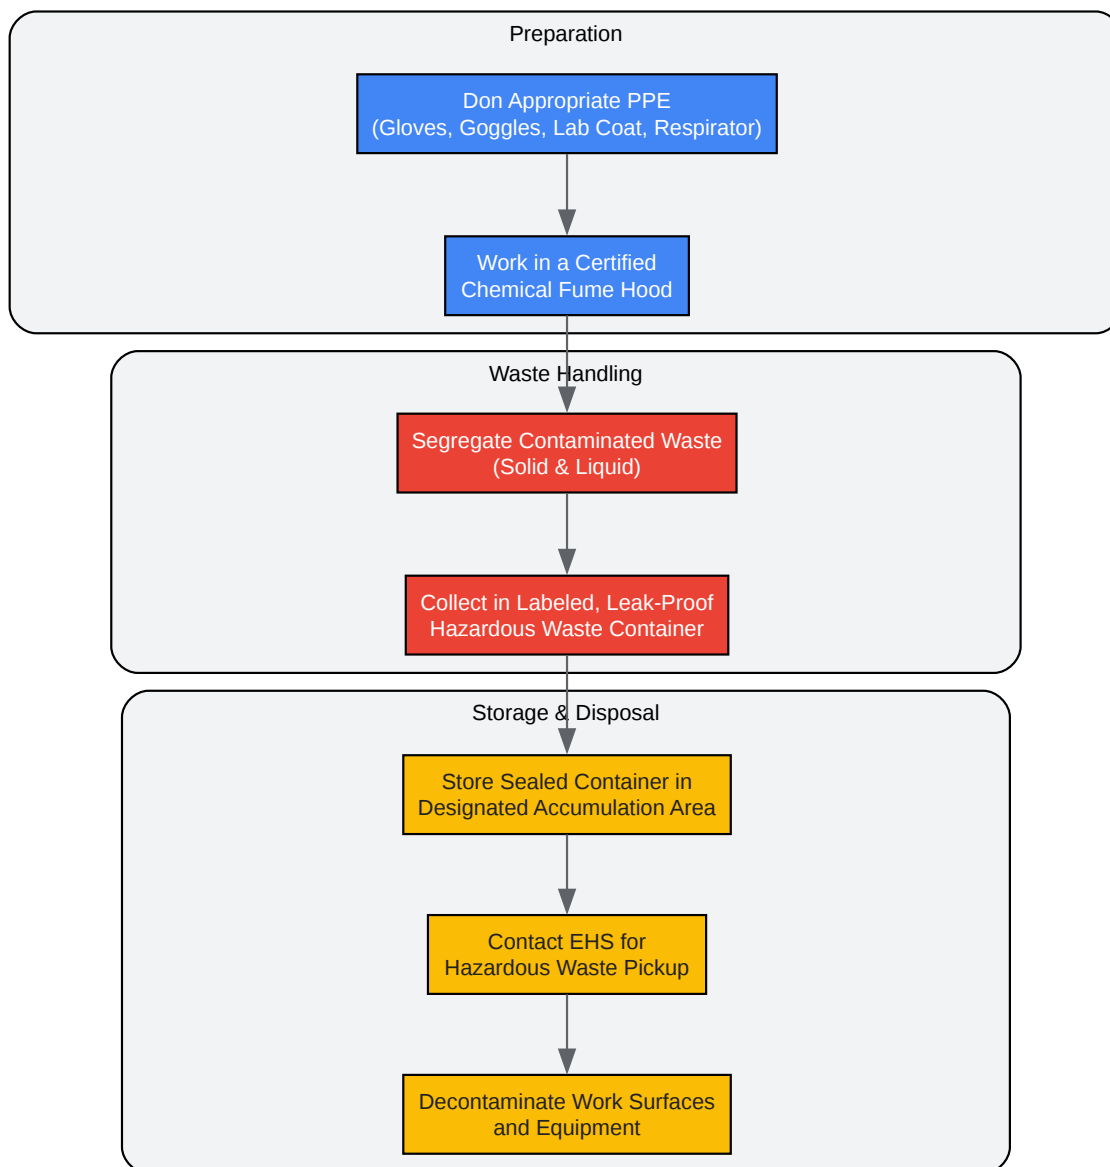 Preparation
Don Appropriate PPE
(Gloves, Goggles, Lab Coat, Respirator)
Work in a Certified
Chemical Fume Hood
Waste Handling
Segregate Contaminated Waste
(Solid & Liquid)
Collect in Labeled, Leak-Proof
Hazardous Waste Container
Storage & Disposal
Store Sealed Container in
Designated Accumulation Area
Contact EHS for
Hazardous Waste Pickup
Decontaminate Work Surfaces
and Equipment